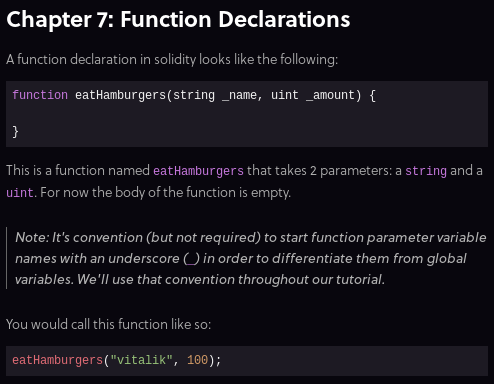 Chapter 7: Function Declarations
A function declaration in solidity looks like the following:
function eatHamburgers(string _name, uint _amount) {
}
This is a function named eatHamburgers that takes 2 parameters: a string and a
uint. For now the body of the function is empty.
Note: It's convention (but not required) to start function parameter variable
names with an underscore (_) in order to differentiate them from global
variables. We'll use that convention throughout our tutorial.
You would call this function like so:
eatHamburgers("vitalik", 100);